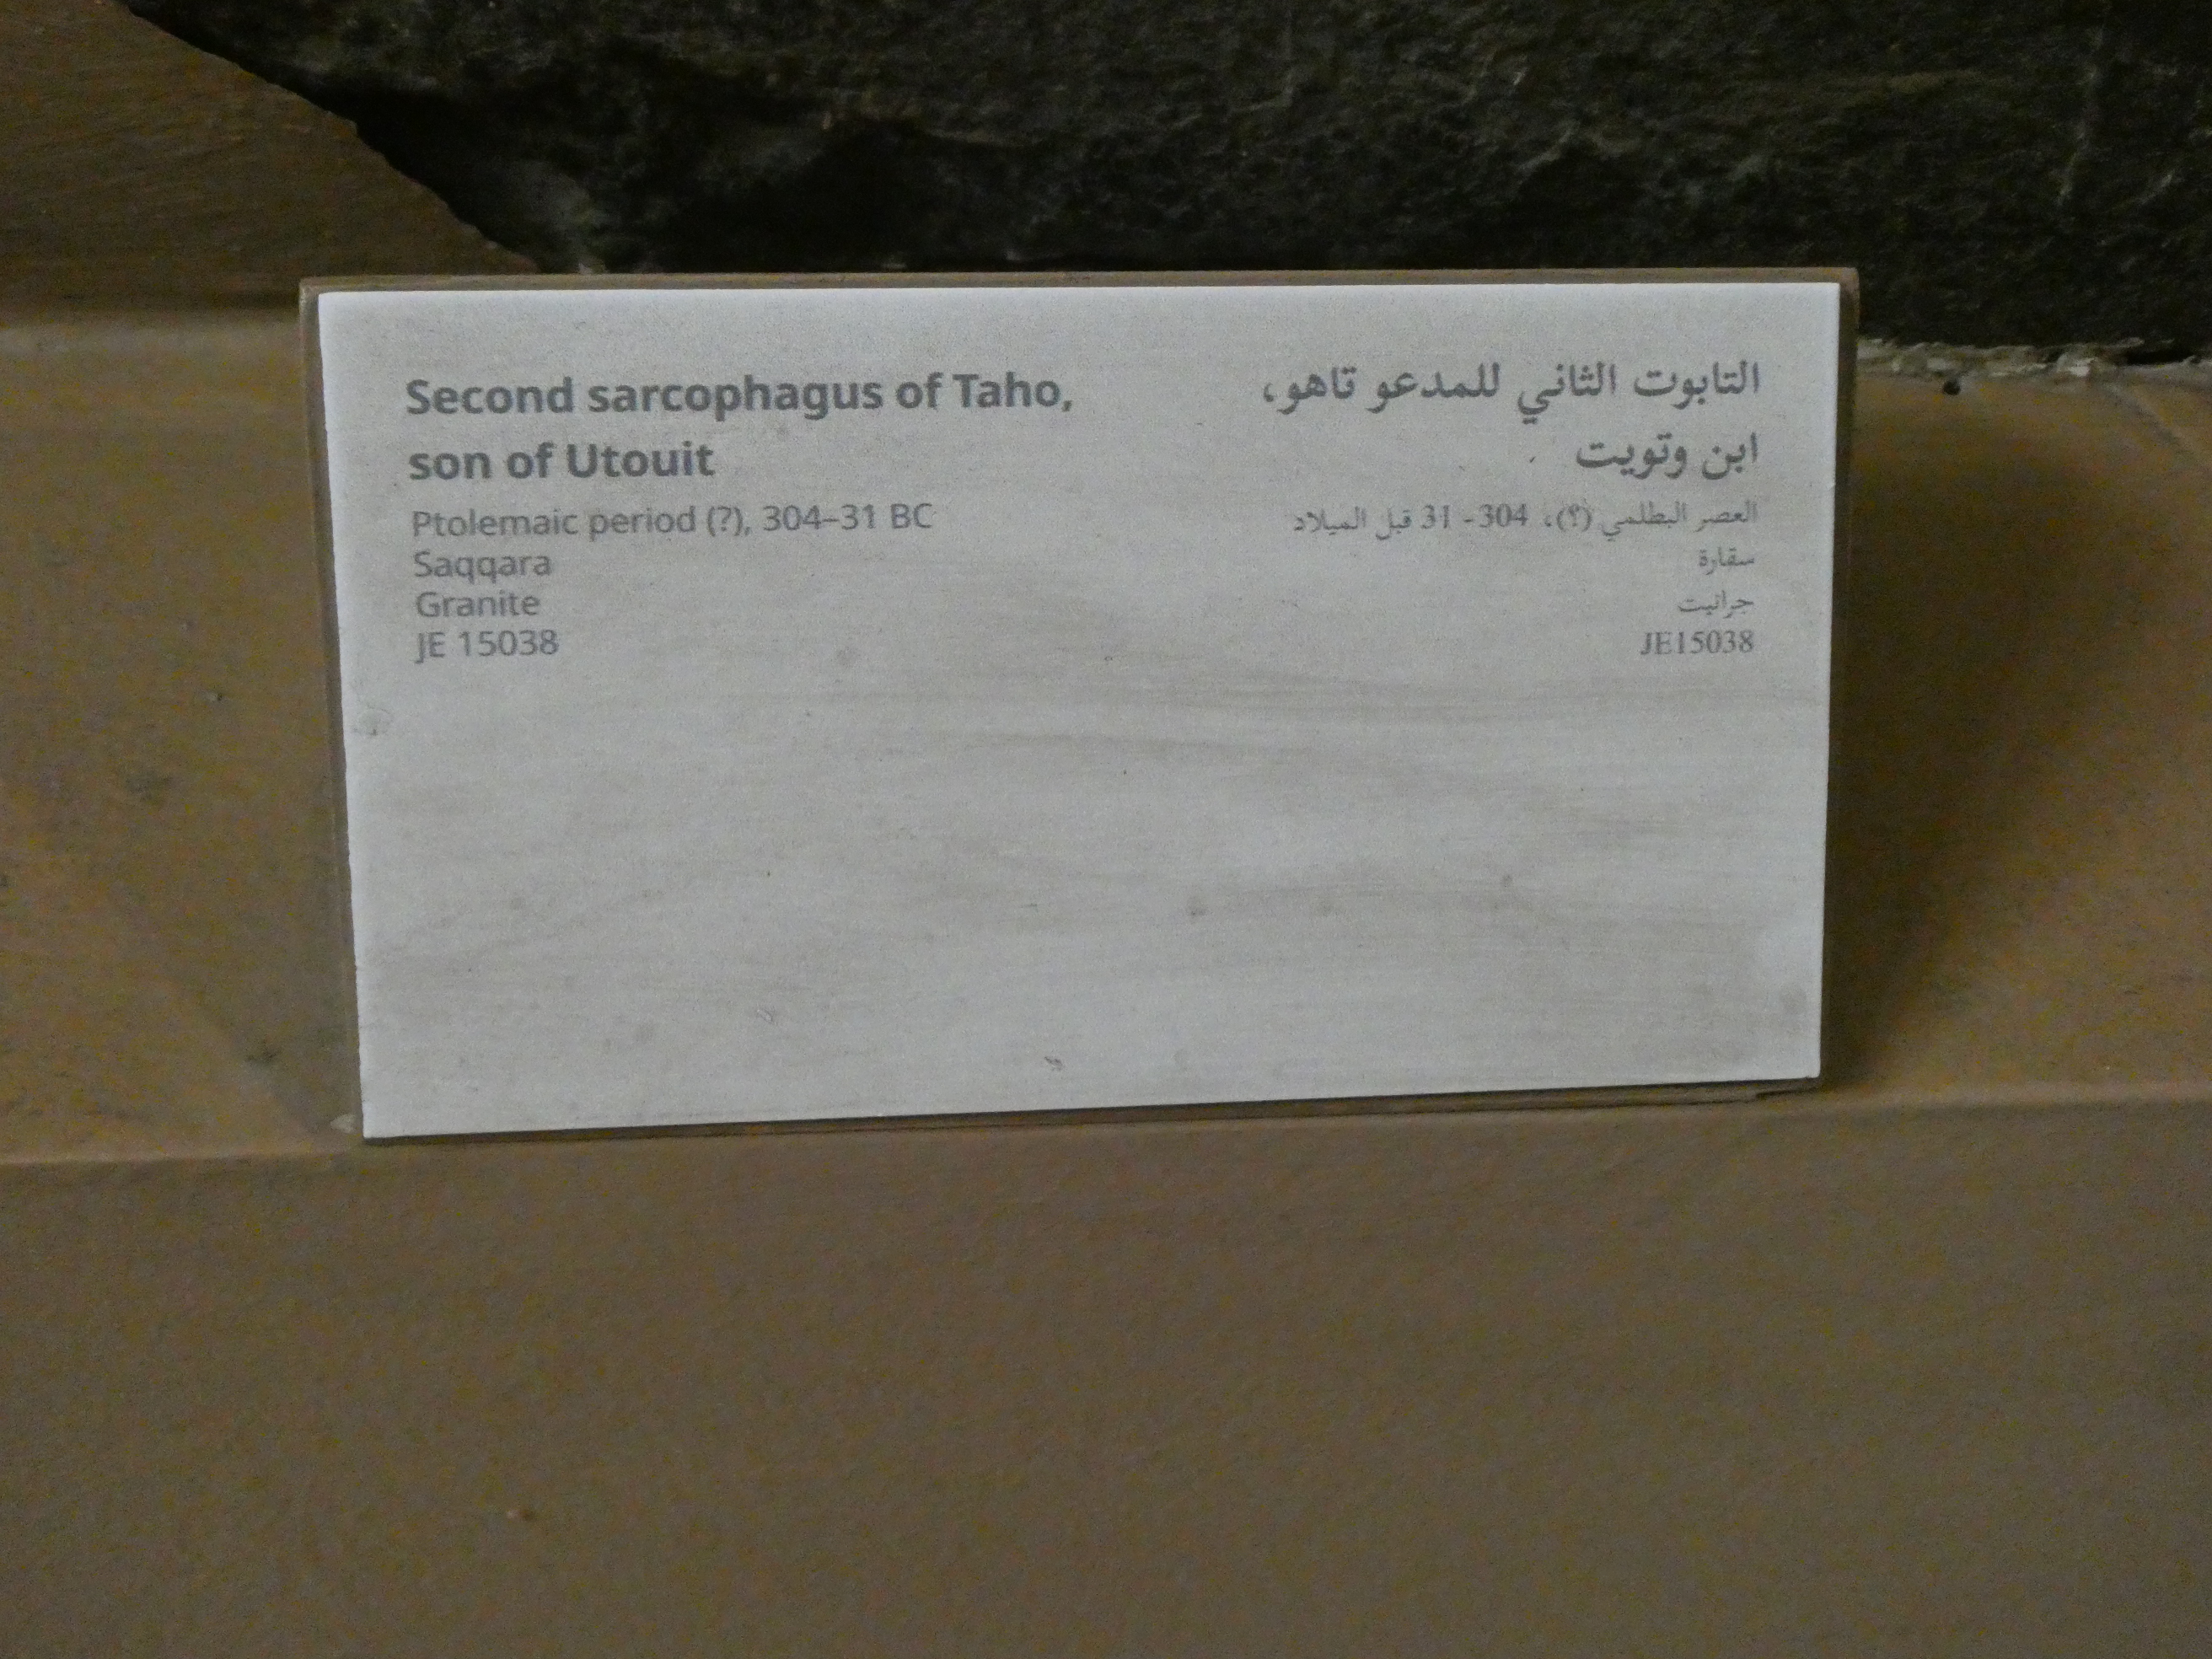 Second sarcophagus of Taho,
son of Utouit
Ptolemaic period (?), 304–31 BC
Saqqara
Granite
JE 15038
التابوت الثاني للمدعو تاهو،
ابن وتويت
العصر البطلمي (؟)، 304- 31 قبل الميلاد
سقارة
جرانيت
JE15038